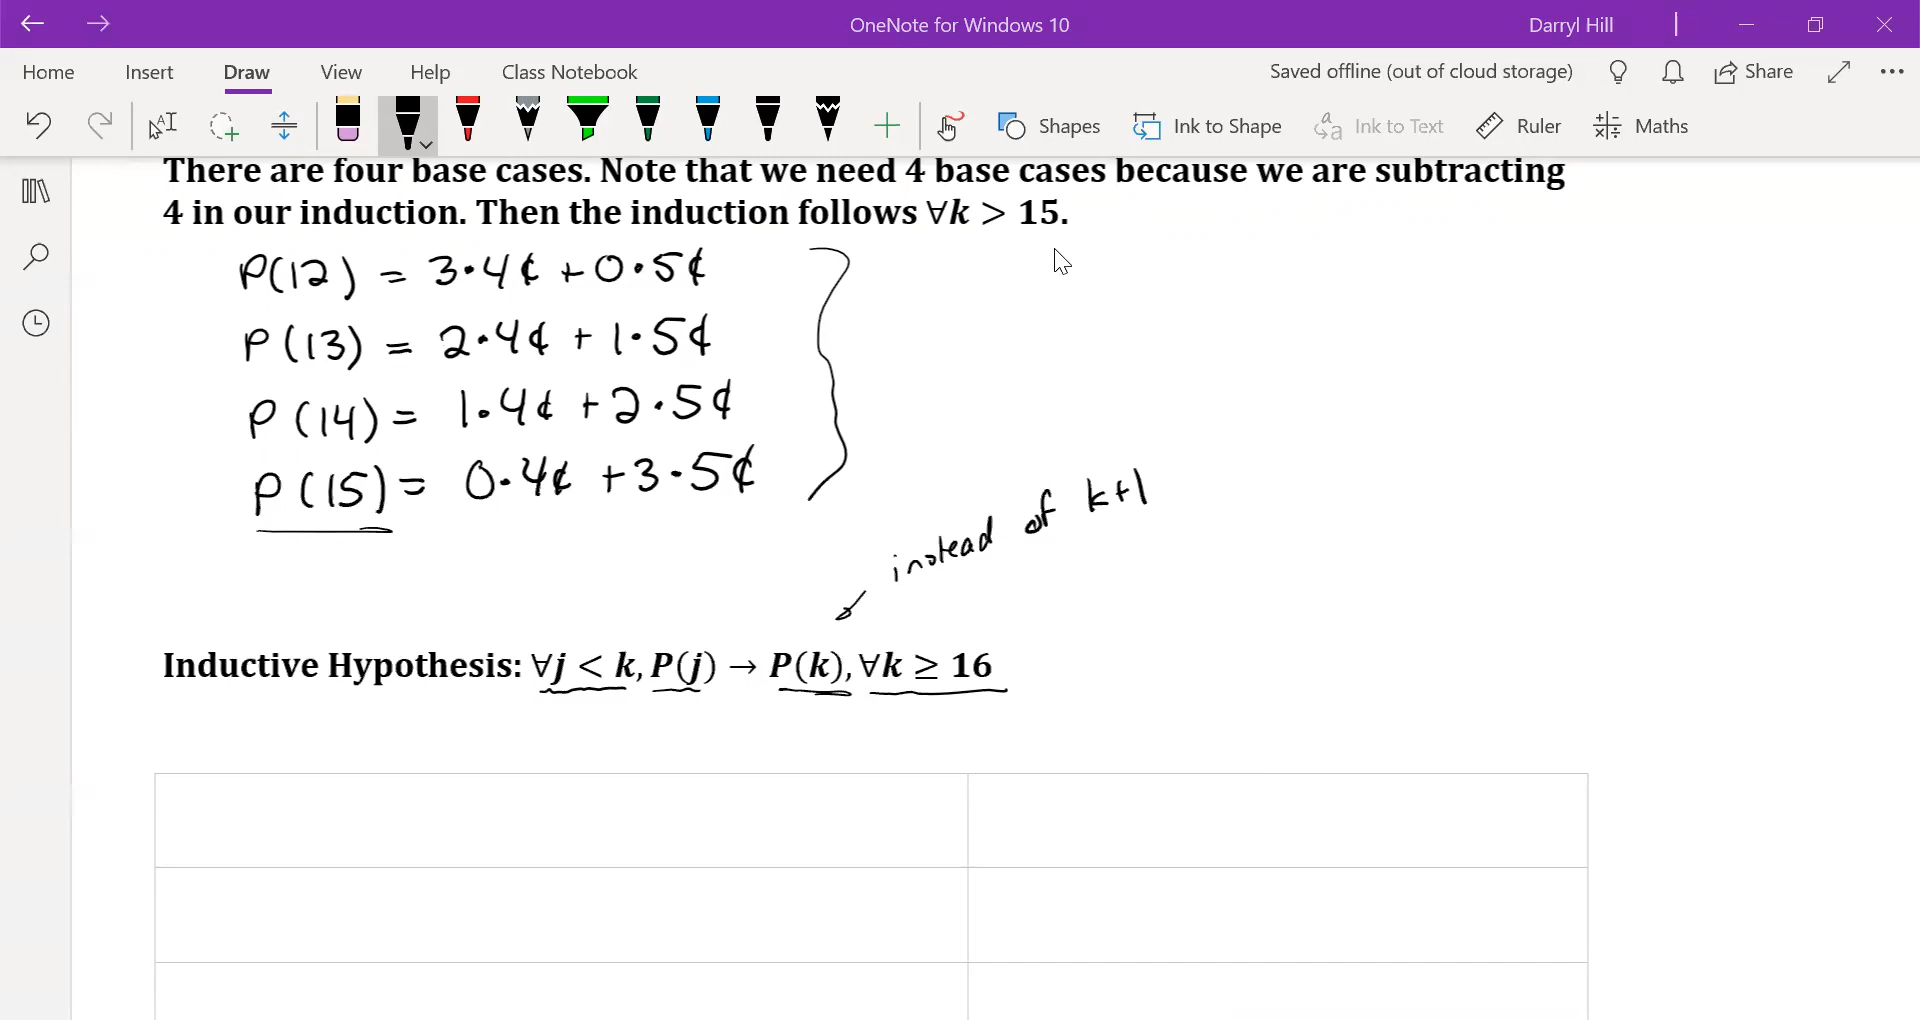 OneNote for Windows 10
Darryl Hill
Home Insert Draw View Help Class Notebook
Saved offline (out of cloud storage)
Share
Shapes
Ink to Shape
Ink to Text
Ruler
Maths
There are four base cases. Note that we need 4 base cases because we are subtracting
4 in our induction. Then the induction follows ∀k > 15.
P(12) = 3·4¢ + 0·5¢
P(13) = 2·4¢ + 1·5¢
P(14) = 1·4¢ + 2·5¢
P(15) = 0·4¢ + 3·5¢
instead of k+1
Inductive Hypothesis: ∀j < k, P(j) → P(k), ∀k ≥ 16